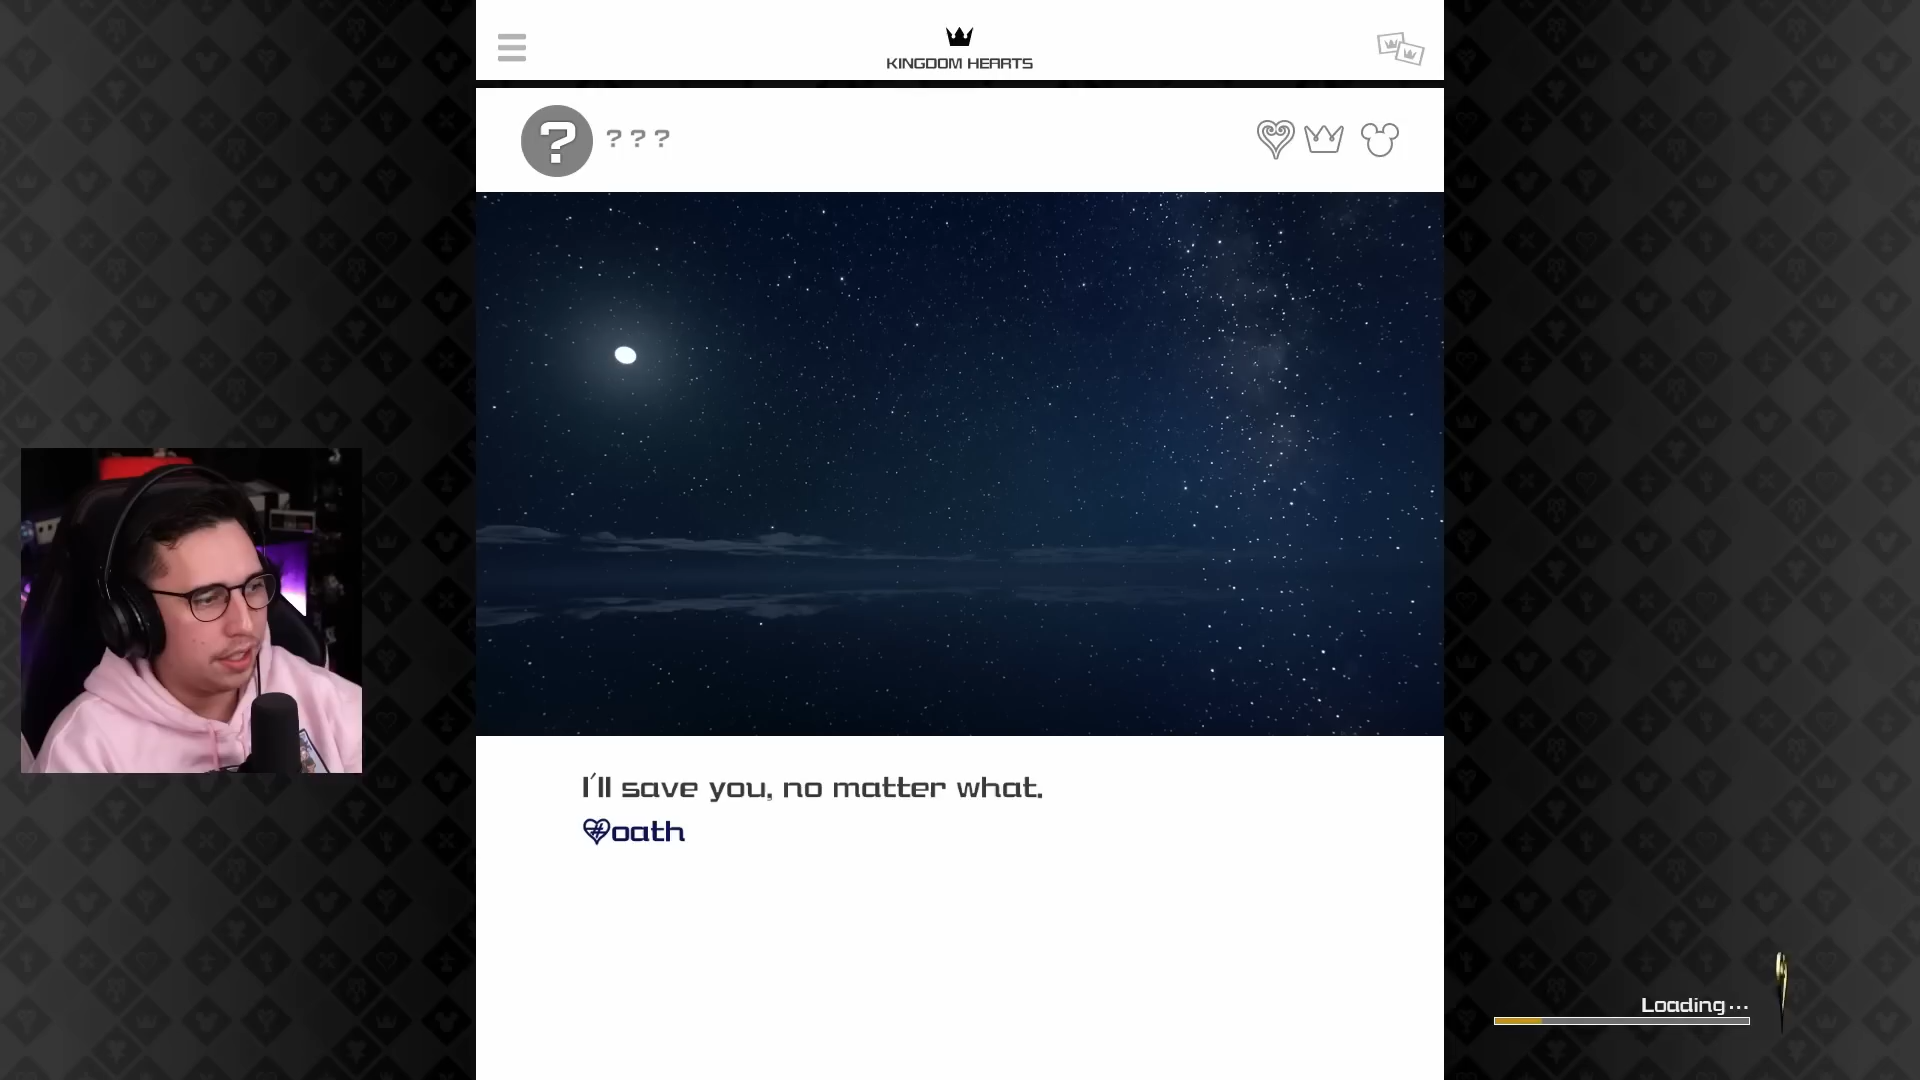 KINGDOM HEARTS
?
? ? ?
I'll save you, no matter what.
#oath
Loading...